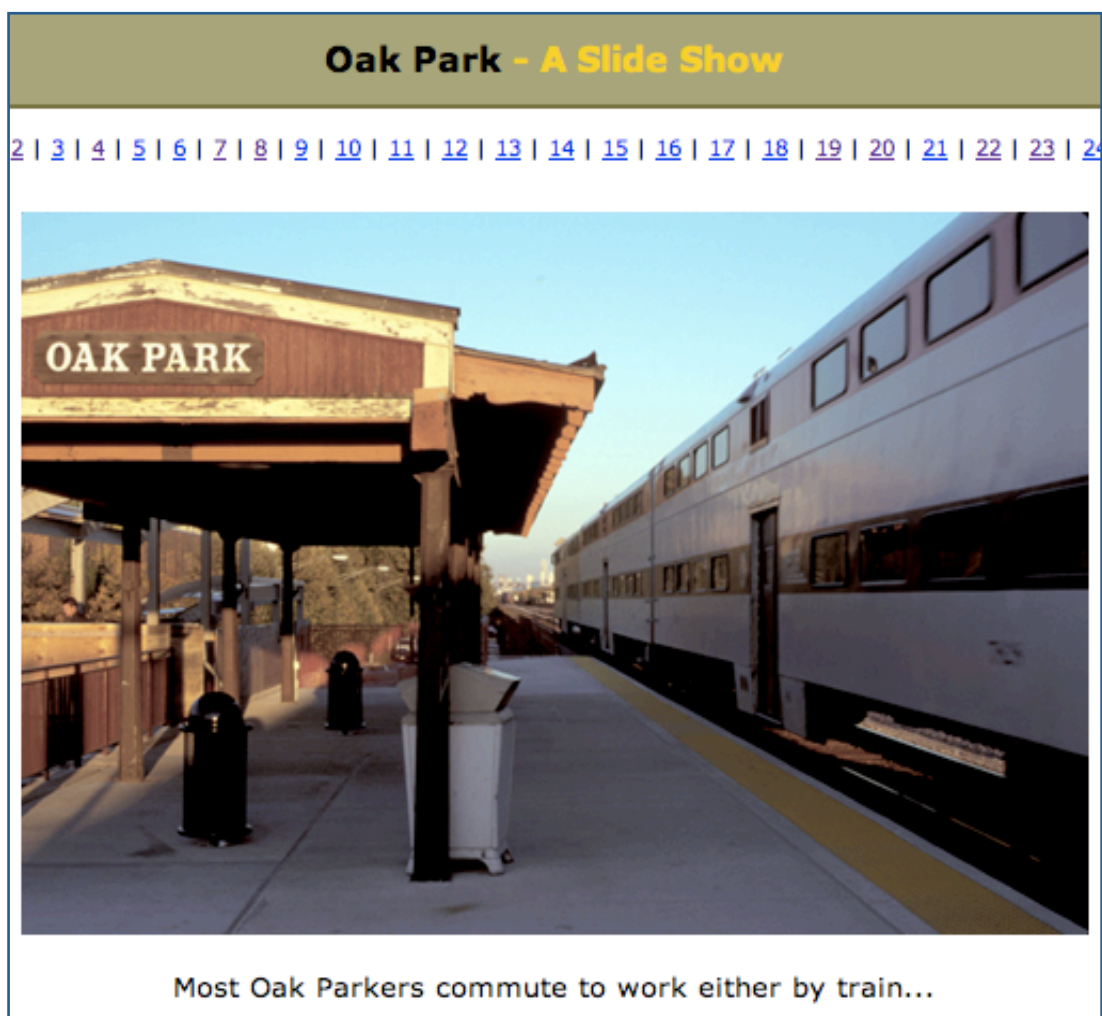 Oak Park - A Slide Show
2 | 3 | 4 | 5 | 6 | 7 | 8 | 9 | 10 | 11 | 12 | 13 | 14 | 15 | 16 | 17 | 18 | 19 | 20 | 21 | 22 | 23 | 24
OAK PARK
Most Oak Parkers commute to work either by train...